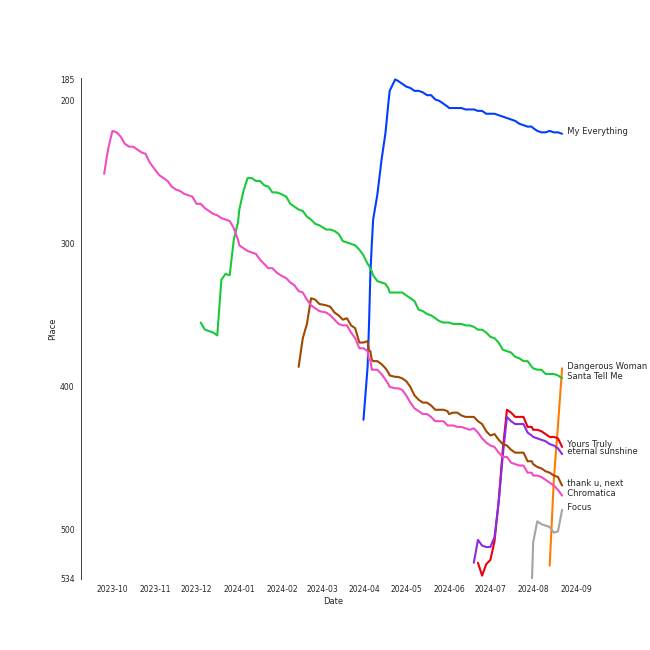 185
200
300
400
500
534
Place
My Everything
Dangerous Woman
Santa Tell Me
Yours Truly
eternal sunshine
thank u, next
Chromatica
Focus
2023-10 2023-11 2023-12 2024-01 2024-02 2024-03 2024-04 2024-05 2024-06 2024-07 2024-08 2024-09
Date